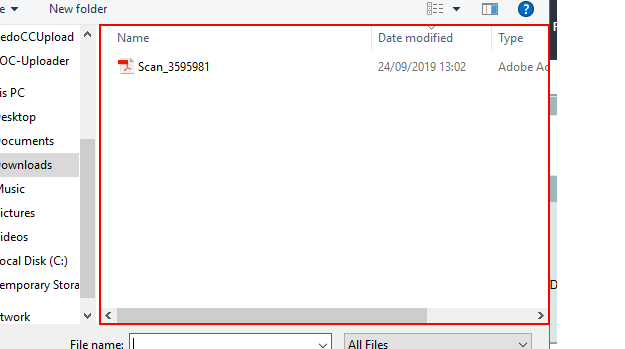 e New folder
edoCCUpload
OC-Uploader
is PC
esktop
ocuments
ownloads
Music
ictures
ideos
ocal Disk (C:)
emporary Stora
twork
Name Date modified Type
Scan_3595981 24/09/2019 13:02 Adobe Ac
File name: All Files